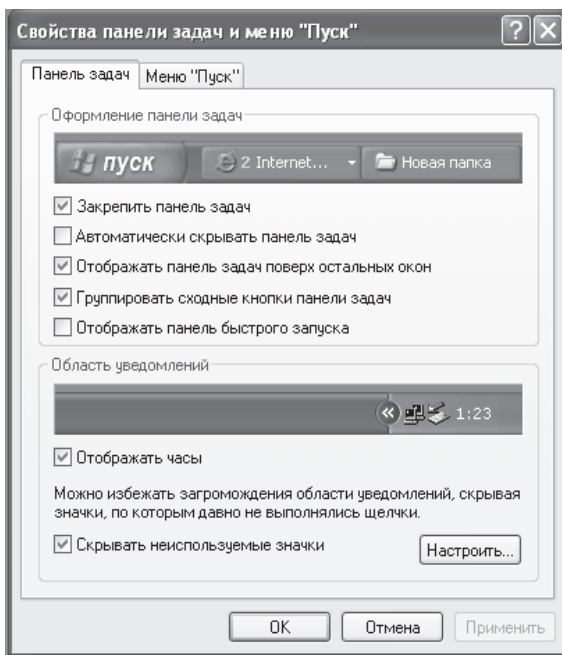 Свойства панели задач и меню "Пуск"
Панель задач
Меню "Пуск"
Оформление панели задач
пуск
2 Internet...
Новая папка
Закрепить панель задач
Автоматически скрывать панель задач
Отображать панель задач поверх остальных окон
Группировать сходные кнопки панели задач
Отображать панель быстрого запуска
Область уведомлений
1:23
Отображать часы
Можно избежать загромождения области уведомлений, скрывая
значки, по которым давно не выполнялись щелчки.
Скрывать неиспользуемые значки
Настроить...
OK
Отмена
Применить